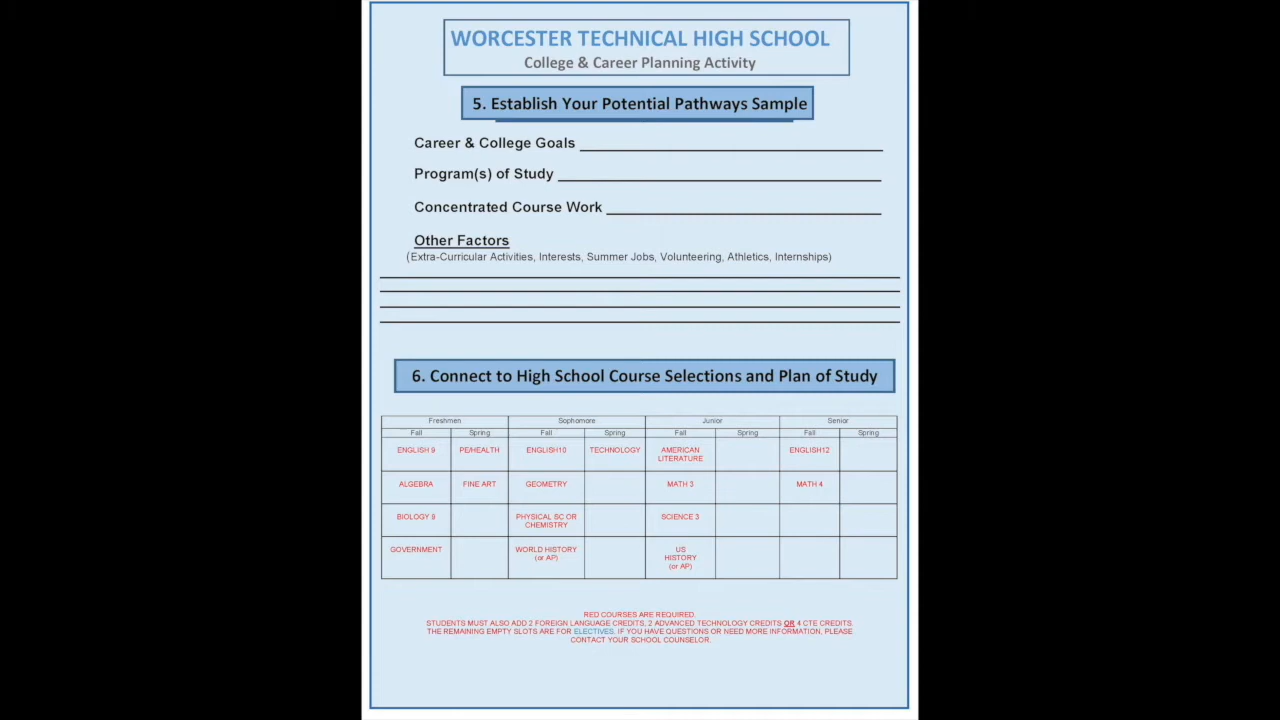 WORCESTER TECHNICAL HIGH SCHOOL
College & Career Planning Activity
5. Establish Your Potential Pathways Sample
Career & College Goals
Program(s) of Study
Concentrated Course Work
Other Factors
(Extra-Curricular Activities, Interests, Summer Jobs, Volunteering, Athletics, Internships)
6. Connect to High School Course Selections and Plan of Study
Freshmen Sophomore Junior Senior
Fall Spring Fall Spring Fall Spring Fall Spring
ENGLISH 9 PE/HEALTH ENGLISH10 TECHNOLOGY AMERICAN ENGLISH12
LITERATURE
ALGEBRA FINE ART GEOMETRY MATH 3 MATH 4
BIOLOGY 9 PHYSICAL SC OR SCIENCE 3
CHEMISTRY
GOVERNMENT WORLD HISTORY US
(or AP) HISTORY
(or AP)
RED COURSES ARE REQUIRED.
STUDENTS MUST ALSO ADD 2 FOREIGN LANGUAGE CREDITS, 2 ADVANCED TECHNOLOGY CREDITS OR 4 CTE CREDITS.
THE REMAINING EMPTY SLOTS ARE FOR ELECTIVES. IF YOU HAVE QUESTIONS OR NEED MORE INFORMATION, PLEASE
CONTACT YOUR SCHOOL COUNSELOR.